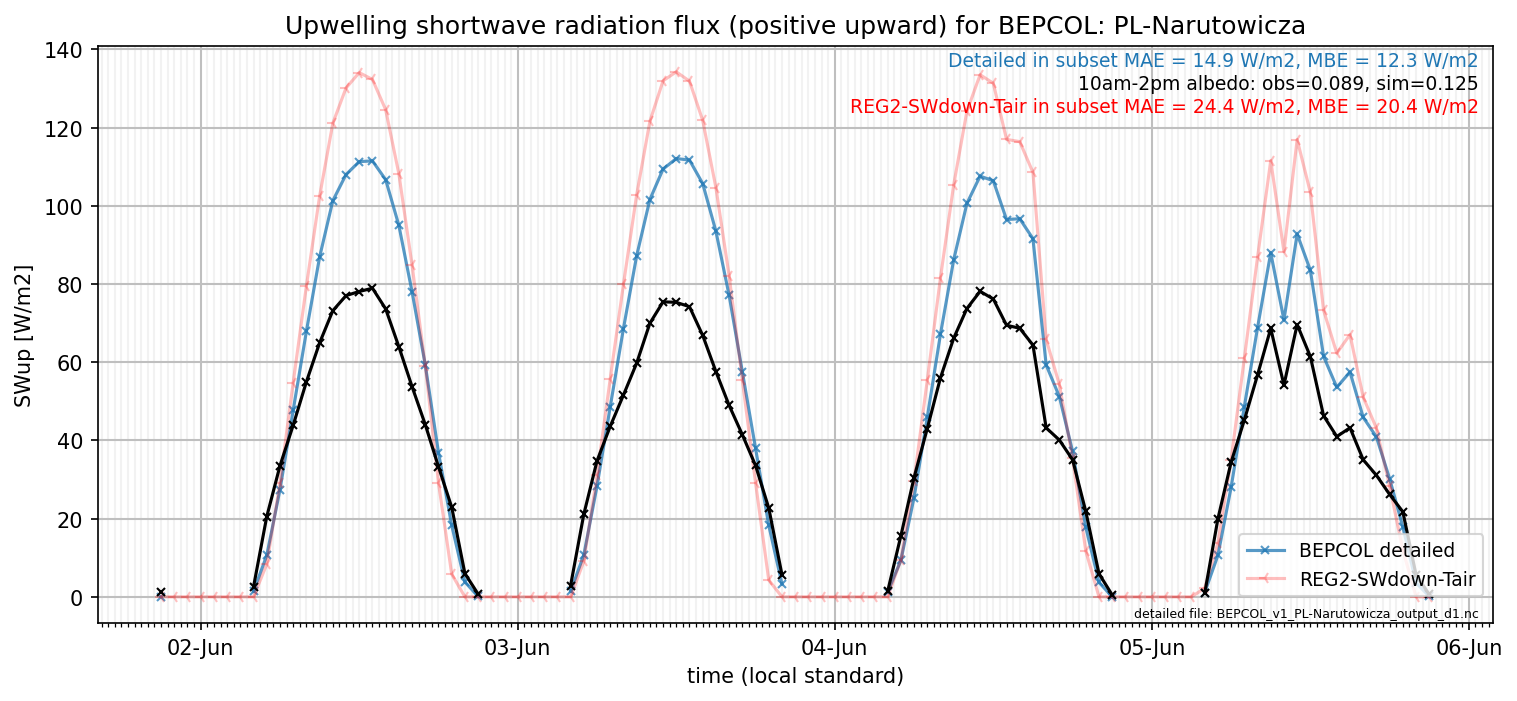 Upwelling shortwave radiation flux (positive upward) for BEPCOL: PL-Narutowicza
Detailed in subset MAE = 14.9 W/m2, MBE = 12.3 W/m2
10am-2pm albedo: obs=0.089, sim=0.125
REG2-SWdown-Tair in subset MAE = 24.4 W/m2, MBE = 20.4 W/m2
140
120
100
80
60
40
20
0
SWup [W/m2]
BEPCOL detailed
REG2-SWdown-Tair
detailed file: BEPCOL_v1_PL-Narutowicza_output_d1.nc
02-Jun
03-Jun
04-Jun
05-Jun
06-Jun
time (local standard)